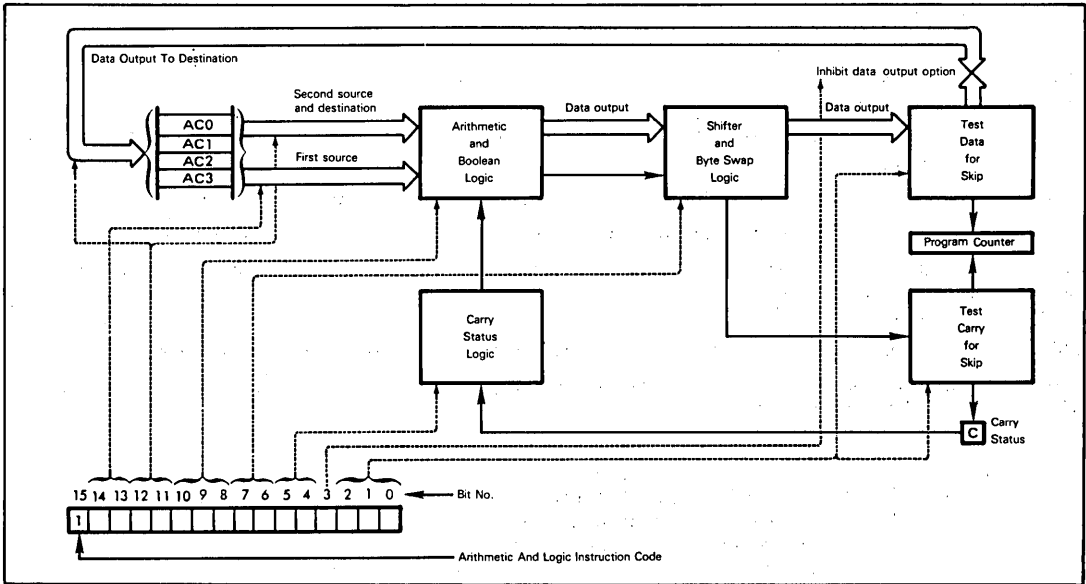 Data Output To Destination
Inhibit data output option
Second source
and destination
Data output
Data output
AC0
AC1
AC2
AC3
First source
Arithmetic
and
Boolean
Logic
Shifter
and
Byte Swap
Logic
Test
Data
for
Skip
Program Counter
Carry
Status
Logic
Test
Carry
for
Skip
C
Carry
Status
15 14 13 12 11 10 9 8 7 6 5 4 3 2 1 0
Bit No.
1
Arithmetic And Logic Instruction Code